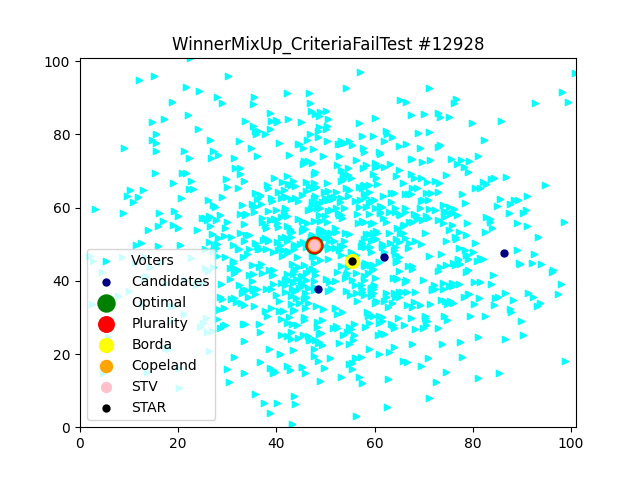 WinnerMixUp_CriteriaFailTest #12928
100
80
60
40
20
0
Voters
Candidates
Optimal
Plurality
Borda
Copeland
STV
STAR
0 20 40 60 80 100